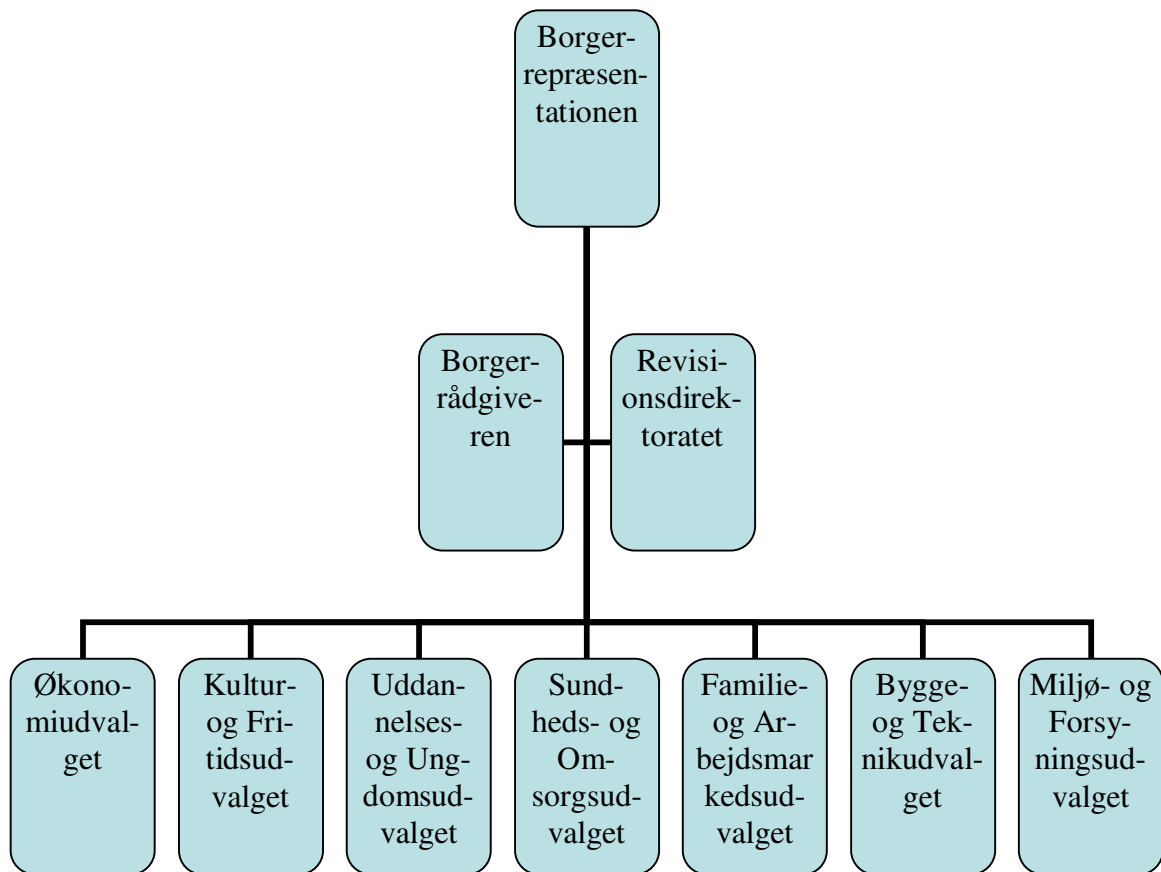 Borger-
repræsen-
tationen
Borger-
rådgive-
ren
Revisi-
onsdirek-
toratet
Økono-
miudval-
get
Kultur-
og Fri-
tidsud-
valget
Uddan-
nelses-
og Ung-
domsud-
valget
Sund-
heds- og
Om-
sorgsud-
valget
Familie-
og Ar-
bejdsmar
kedsud-
valget
Bygge-
og Tek-
nikudval-
get
Miljø- og
Forsy-
ningsud-
valget